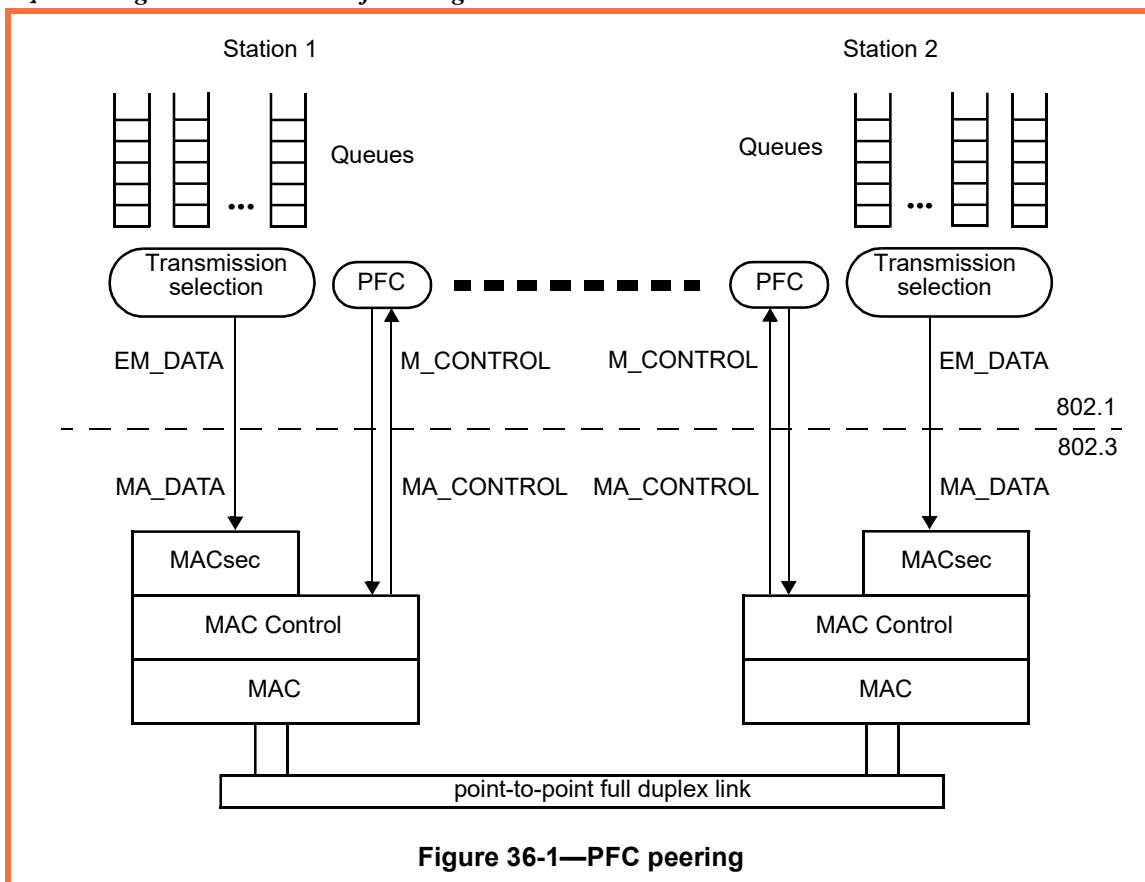 Station 1
Station 2
Queues
Queues
...
...
Transmission
selection
PFC
PFC
Transmission
selection
EM_DATA
M_CONTROL
M_CONTROL
EM_DATA
802.1
802.3
MA_DATA
MA_CONTROL
MA_CONTROL
MA_DATA
MACsec
MACsec
MAC Control
MAC Control
MAC
MAC
point-to-point full duplex link
Figure 36-1—PFC peering